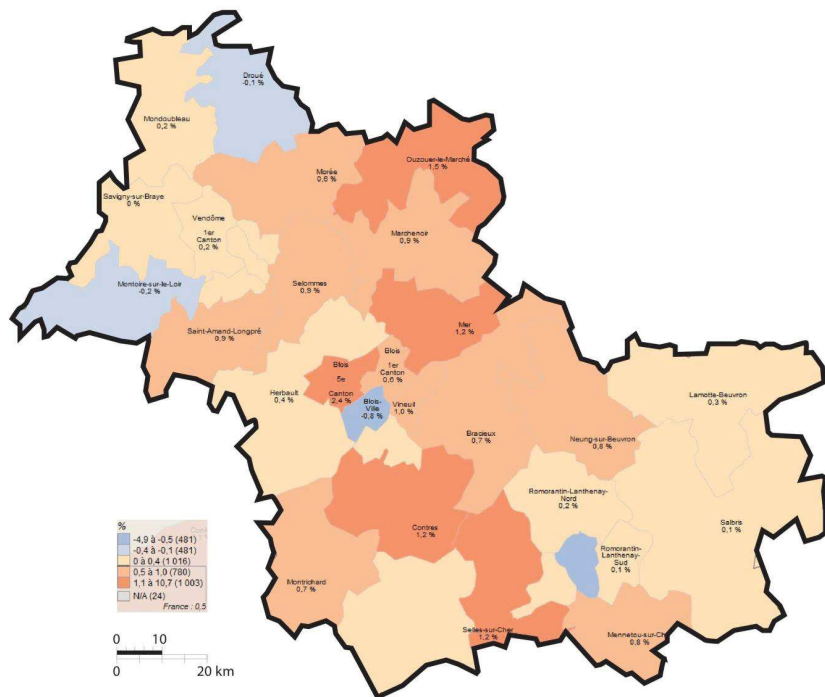 Droué
-0,1 %
Mondoubleau
0,2 %
Ouzouer-le-Marché
1,5 %
Morée
0,6 %
Savigny-sur-Braye
0 %
Vendôme
1er
Canton
0,2 %
Marchenoir
0,9 %
Montoire-sur-le-Loir
-0,2 %
Selommes
0,9 %
Saint-Amand-Longpré
0,9 %
Mer
1,2 %
Blois
5e
Canton
2,4 %
Blois
1er
Canton
0,6 %
Herbault
0,4 %
Blois-
Ville
-0,8 %
Vineuil
1,0 %
Lamotte-Beuvron
0,3 %
Bracieux
0,7 %
Neung-sur-Beuvron
0,8 %
Romorantin-Lanthenay-
Nord
0,2 %
Contres
1,2 %
Salbris
0,1 %
Romorantin-
Lanthenay-
Sud
0,1 %
Montrichard
0,7 %
Selles-sur-Cher
1,2 %
Mennetou-sur-Ch
0,8 %
%
-4,9 à -0,5 (481)
-0,4 à -0,1 (481)
0 à 0,4 (1 016)
0,5 à 1,0 (780)
1,1 à 10,7 (1 003)
N/A (24)
France : 0,5
0 10
0 20 km